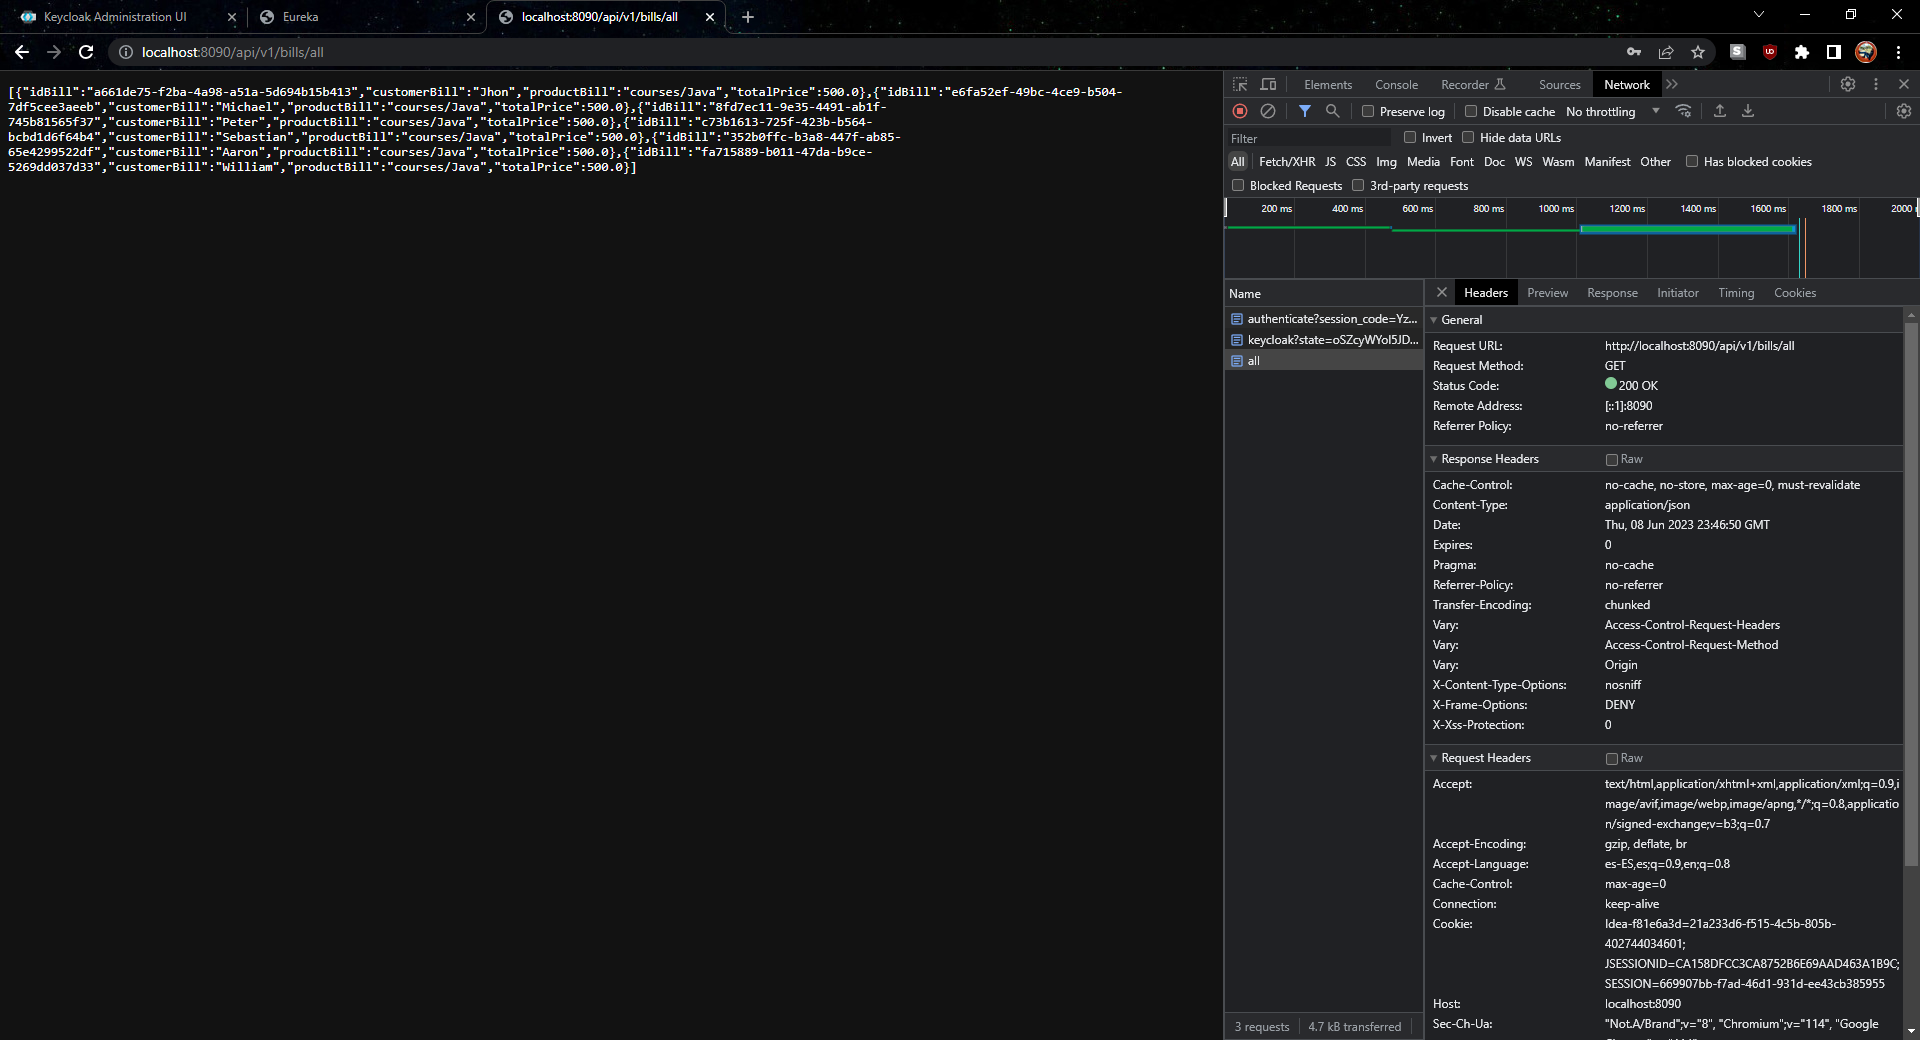 Keycloak Administration UI
Eureka
localhost:8090/api/v1/bills/all
localhost:8090/api/v1/bills/all
[{"idBill":"a661de75-f2ba-4a98-a51a-5d694b15b413","customerBill":"Jhon","productBill":"courses/Java","totalPrice":500.0},{"idBill":"e6fa52ef-49bc-4ce9-b504-
7df5cee3aeeb","customerBill":"Michael","productBill":"courses/Java","totalPrice":500.0},{"idBill":"8fd7ec11-9e35-4491-ab1f-
745b81565f37","customerBill":"Peter","productBill":"courses/Java","totalPrice":500.0},{"idBill":"c73b1613-725f-423b-b564-
bcbd1d6f64b4","customerBill":"Sebastian","productBill":"courses/Java","totalPrice":500.0},{"idBill":"352b0ffc-b3a8-447f-ab85-
65e4299522df","customerBill":"Aaron","productBill":"courses/Java","totalPrice":500.0},{"idBill":"fa715889-b011-47da-b9ce-
5269dd037d33","customerBill":"William","productBill":"courses/Java","totalPrice":500.0}]
Elements Console Recorder Sources Network
Preserve log Disable cache No throttling
Filter Invert Hide data URLs
All Fetch/XHR JS CSS Img Media Font Doc WS Wasm Manifest Other Has blocked cookies
Blocked Requests 3rd-party requests
200 ms 400 ms 600 ms 800 ms 1000 ms 1200 ms 1400 ms 1600 ms 1800 ms 2000
Name
authenticate?session_code=Yz...
keycloak?state=oSZcyWYoI5JD...
all
Headers Preview Response Initiator Timing Cookies
General
Request URL: http://localhost:8090/api/v1/bills/all
Request Method: GET
Status Code: 200 OK
Remote Address: [::1]:8090
Referrer Policy: no-referrer
Response Headers Raw
Cache-Control: no-cache, no-store, max-age=0, must-revalidate
Content-Type: application/json
Date: Thu, 08 Jun 2023 23:46:50 GMT
Expires: 0
Pragma: no-cache
Referrer-Policy: no-referrer
Transfer-Encoding: chunked
Vary: Access-Control-Request-Headers
Vary: Access-Control-Request-Method
Vary: Origin
X-Content-Type-Options: nosniff
X-Frame-Options: DENY
X-Xss-Protection: 0
Request Headers Raw
Accept: text/html,application/xhtml+xml,application/xml;q=0.9,i
mage/avif,image/webp,image/apng,*/*;q=0.8,applicatio
n/signed-exchange;v=b3;q=0.7
Accept-Encoding: gzip, deflate, br
Accept-Language: es-ES,es;q=0.9,en;q=0.8
Cache-Control: max-age=0
Connection: keep-alive
Cookie: Idea-f81e6a3d=21a233d6-f515-4c5b-805b-
402744034601;
JSESSIONID=CA158DFCC3CA8752B6E69AAD463A1B9C;
SESSION=669907bb-f7ad-46d1-931d-ee43cb385955
Host: localhost:8090
Sec-Ch-Ua: "Not.A/Brand";v="8", "Chromium";v="114", "Google
3 requests 4.7 kB transferred